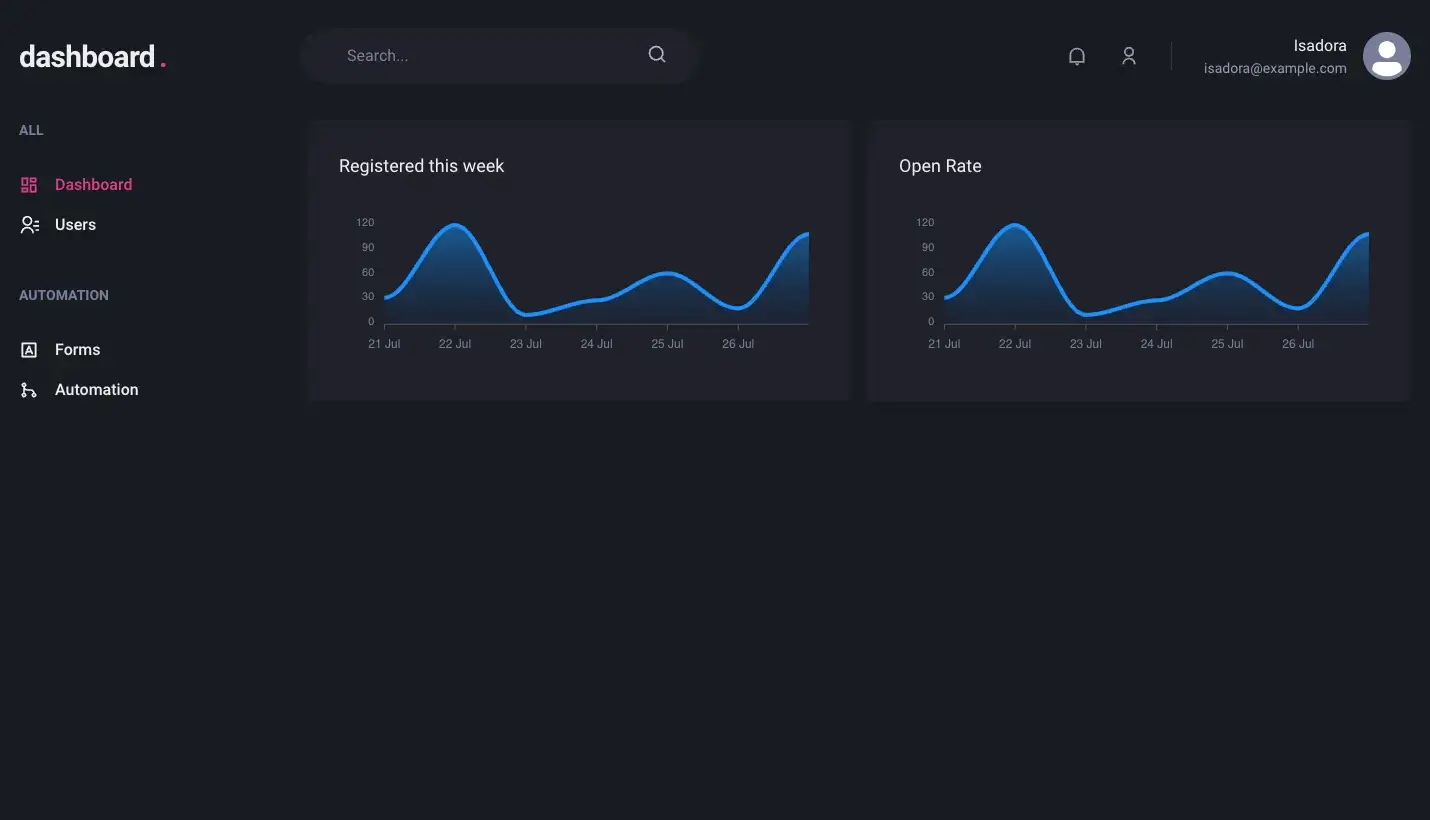 dashboard.
Search...
Isadora
isadora@example.com
ALL
Dashboard
Users
AUTOMATION
Forms
Automation
Registered this week
120
90
60
30
0
21 Jul 22 Jul 23 Jul 24 Jul 25 Jul 26 Jul
Open Rate
120
90
60
30
0
21 Jul 22 Jul 23 Jul 24 Jul 25 Jul 26 Jul